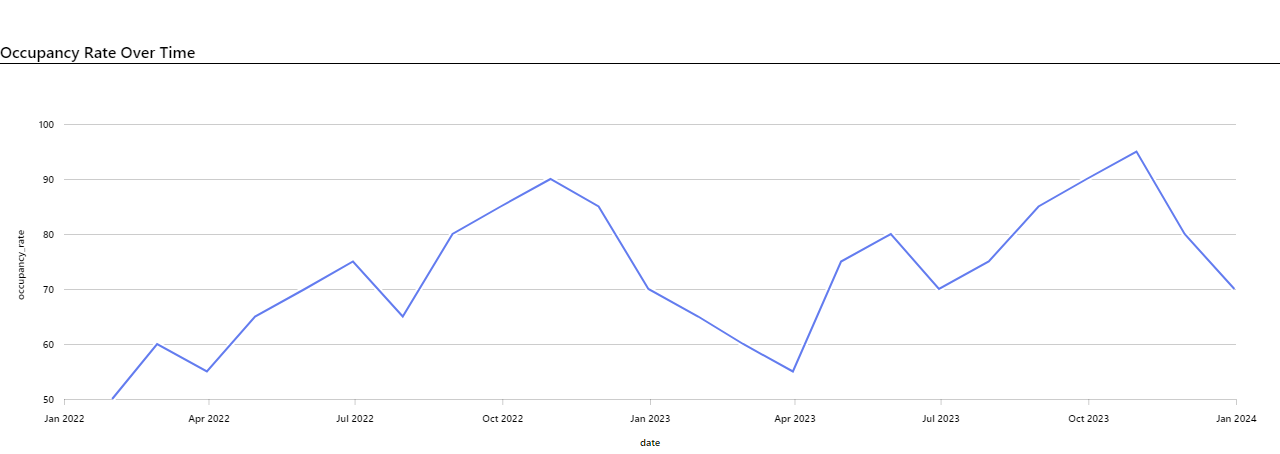 Occupancy Rate Over Time
100
90
80
70
60
50
occupancy_rate
Jan 2022 Apr 2022 Jul 2022 Oct 2022 Jan 2023 Apr 2023 Jul 2023 Oct 2023 Jan 2024
date